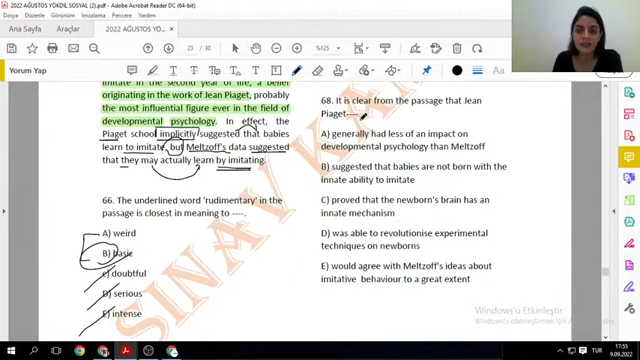 2022 AĞUSTOS YÖKDİL SOSYAL (2).pdf - Adobe Acrobat Reader DC (64-bit)
Dosya Düzenle Görüntüle İmzala Pencere Yardım
Ana Sayfa Araçlar 2022 AĞUSTOS YÖKDİ... ×
23 / 30 %125
Yorum Yap
imitate in the second year of life, a belief
originating in the work of Jean Piaget, probably
the most influential figure ever in the field of
developmental psychology. In effect, the
Piaget school implicitly suggested that babies
learn to imitate, but Meltzoff's data suggested
that they may actually learn by imitating.
66. The underlined word 'rudimentary' in the
passage is closest in meaning to ----.
A) weird
B) basic
C) doubtful
D) serious
E) intense
68. It is clear from the passage that Jean
Piaget----
A) generally had less of an impact on
developmental psychology than Meltzoff
B) suggested that babies are not born with the
innate ability to imitate
C) proved that the newborn's brain has an
innate mechanism
D) was able to revolutionise experimental
techniques on newborns
E) would agree with Meltzoff's ideas about
imitative behaviour to a great extent
SINAV
SINAV
Windows'u Etkinleştir
17:55
9.09.2022